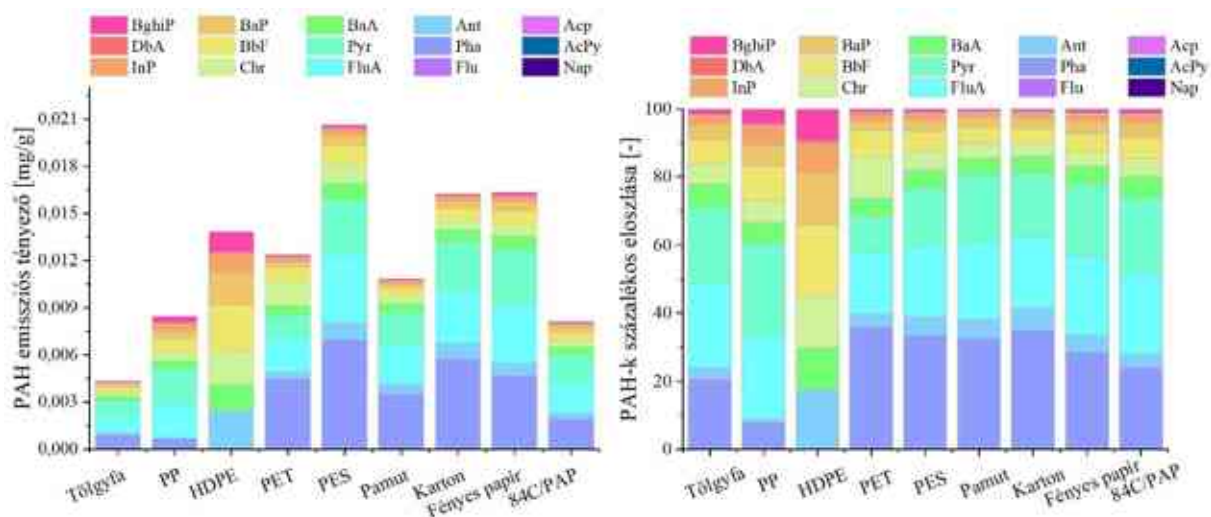 BghiP BaP BaA Ant Acp
DbA BbF Pyr Pha AcPy
InP Chr FluA Flu Nap
PAH emissziós tényező [mg/g]
0,021
0,018
0,015
0,012
0,009
0,006
0,003
0,000
Tölgyfa PP HDPE PET PES Pamut Karton Fényes papír 84C/PAP
BghiP BaP BaA Ant Acp
DbA BbF Pyr Pha AcPy
InP Chr FluA Flu Nap
PAH-k százalékos eloszlása [-]
100
80
60
40
20
0
Tölgyfa PP HDPE PET PES Pamut Karton Fényes papír 84C/PAP